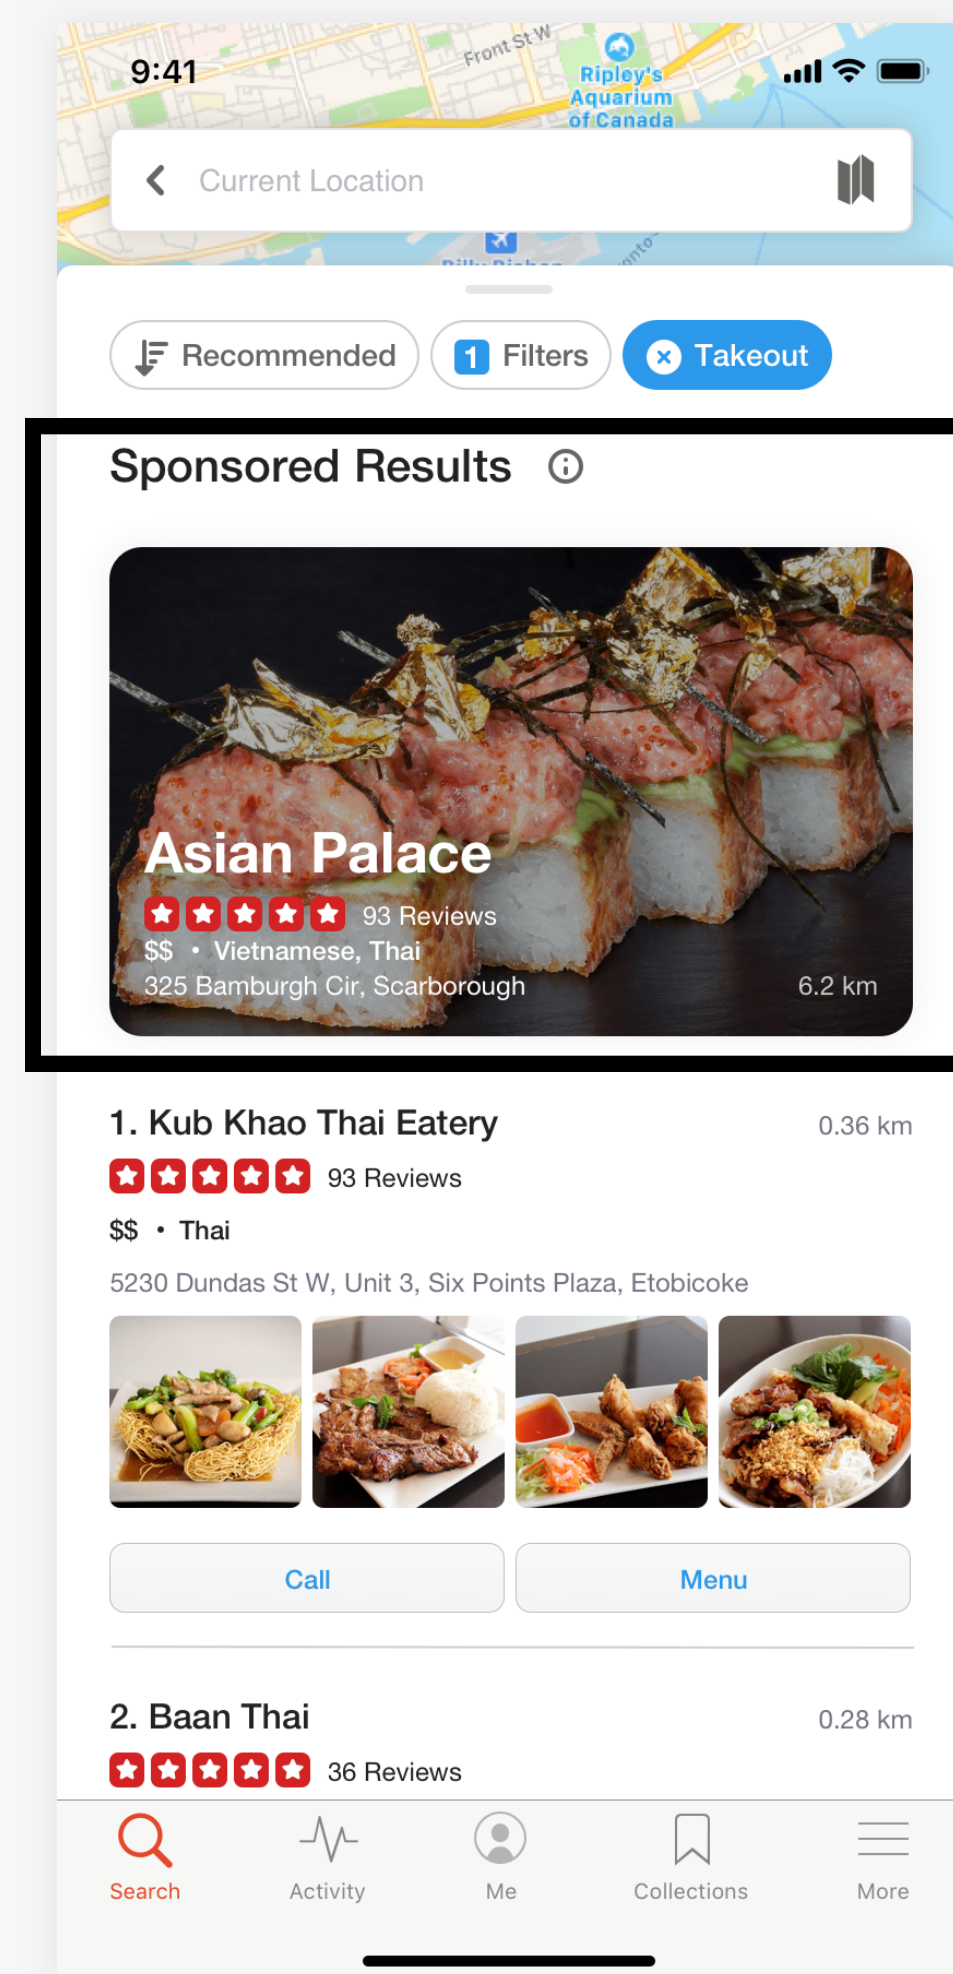 Front St W
9:41
Ripley's
Aquarium
of Canada
Current Location
Recommended
1 Filters
Takeout
Sponsored Results
Asian Palace
93 Reviews
$$ • Vietnamese, Thai
325 Bamburgh Cir, Scarborough
6.2 km
1. Kub Khao Thai Eatery
0.36 km
93 Reviews
$$ • Thai
5230 Dundas St W, Unit 3, Six Points Plaza, Etobicoke
Call
Menu
2. Baan Thai
0.28 km
36 Reviews
Search
Activity
Me
Collections
More